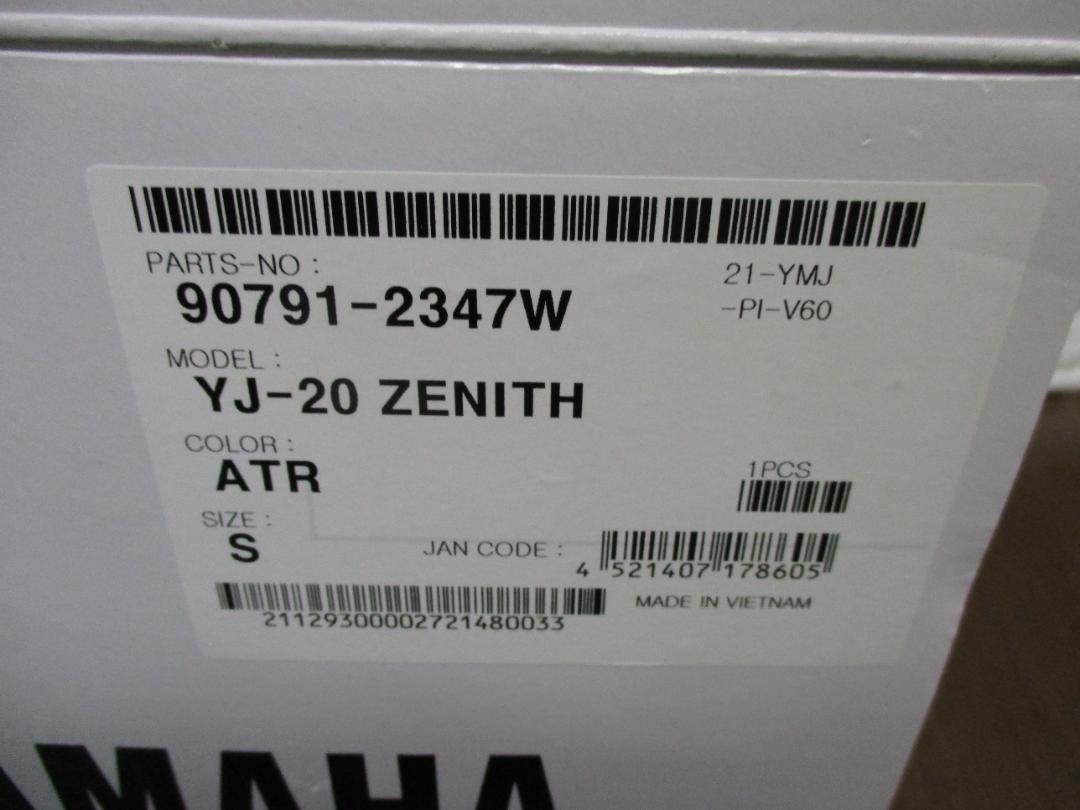 PARTS-NO :
90791-2347W
21-YMJ
-PI-V60
MODEL :
YJ-20 ZENITH
COLOR :
ATR
1PCS
SIZE :
S
JAN CODE :
4 521407 178605
MADE IN VIETNAM
21129300002721480033
AMAHA